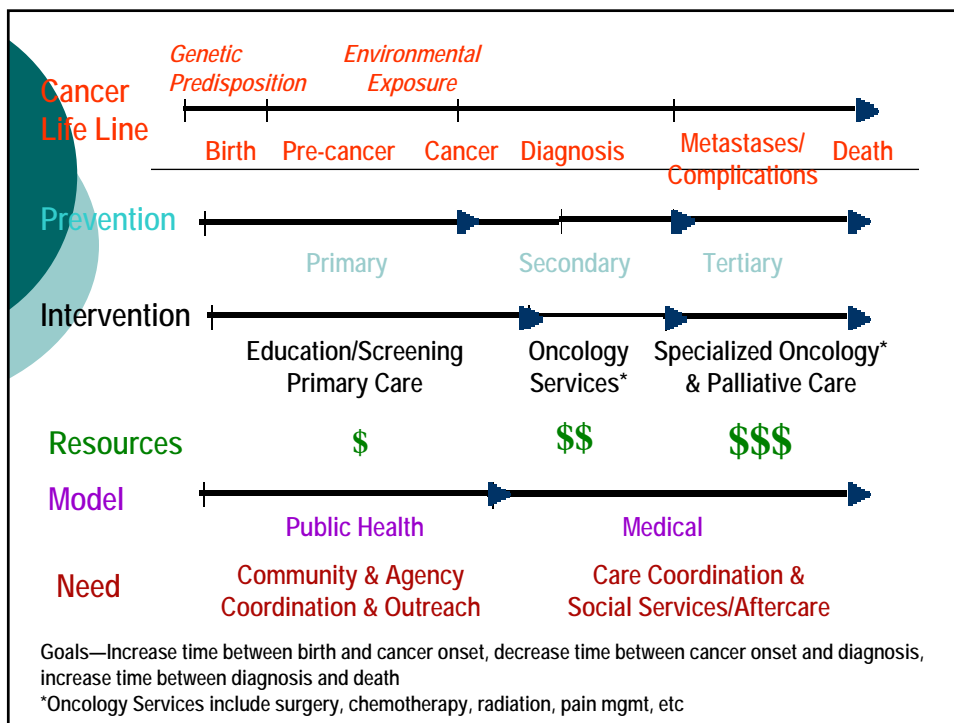 Genetic
Predisposition
Environmental
Exposure
Cancer
Life Line
Birth Pre-cancer Cancer Diagnosis Metastases/
Complications Death
Prevention
Primary Secondary Tertiary
Intervention
Education/Screening
Primary Care
Oncology
Services*
Specialized Oncology*
& Palliative Care
Resources $ $$ $$$
Model
Public Health Medical
Need
Community & Agency
Coordination & Outreach
Care Coordination &
Social Services/Aftercare
Goals—Increase time between birth and cancer onset, decrease time between cancer onset and diagnosis,
increase time between diagnosis and death
*Oncology Services include surgery, chemotherapy, radiation, pain mgmt, etc